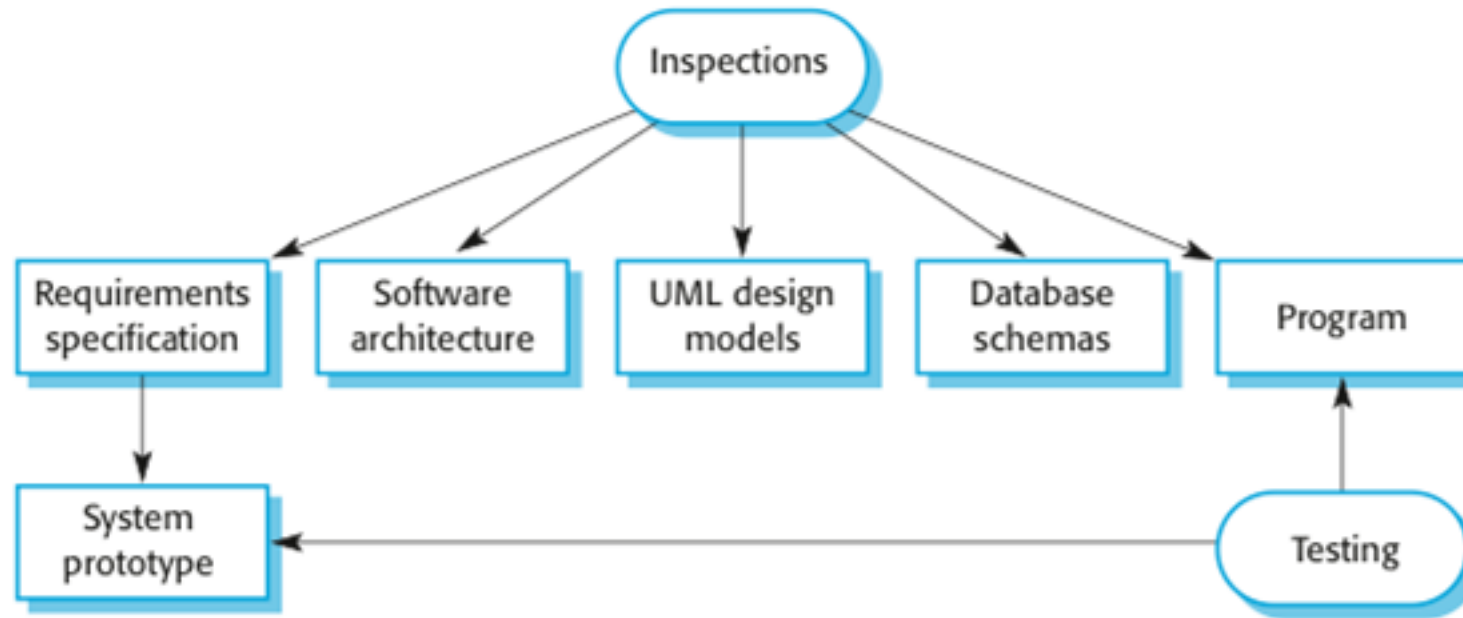 Inspections
Requirements
specification
Software
architecture
UML design
models
Database
schemas
Program
System
prototype
Testing